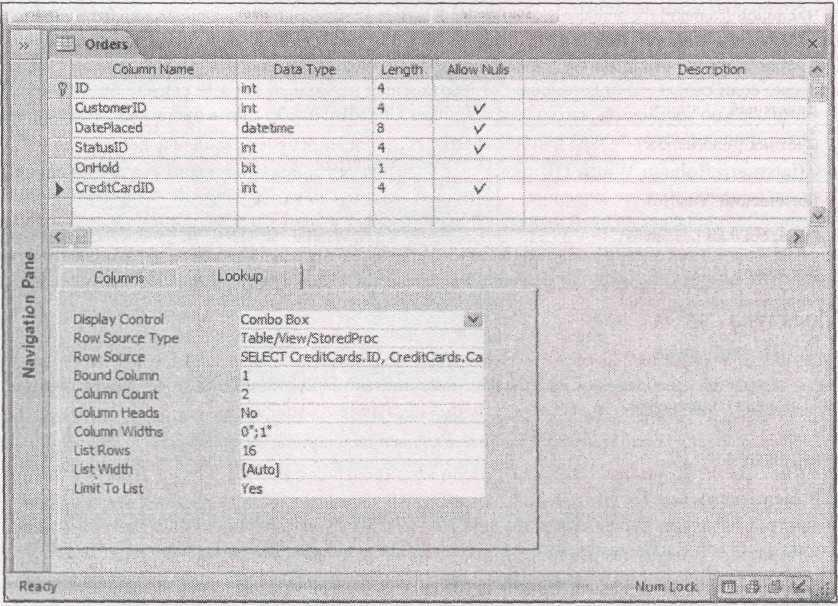 »
Orders
×
Column Name Data Type Length Allow Nulls Description
ID int 4
CustomerID int 4 ✓
DatePlaced datetime 8 ✓
StatusID int 4 ✓
OnHold bit 1
CreditCardID int 4 ✓
Navigation Pane
Columns Lookup
Display Control Combo Box
Row Source Type Table/View/StoredProc
Row Source SELECT CreditCards.ID, CreditCards.Ca
Bound Column 1
Column Count 2
Column Heads No
Column Widths 0";1"
List Rows 16
List Width [Auto]
Limit To List Yes
Ready Num Lock